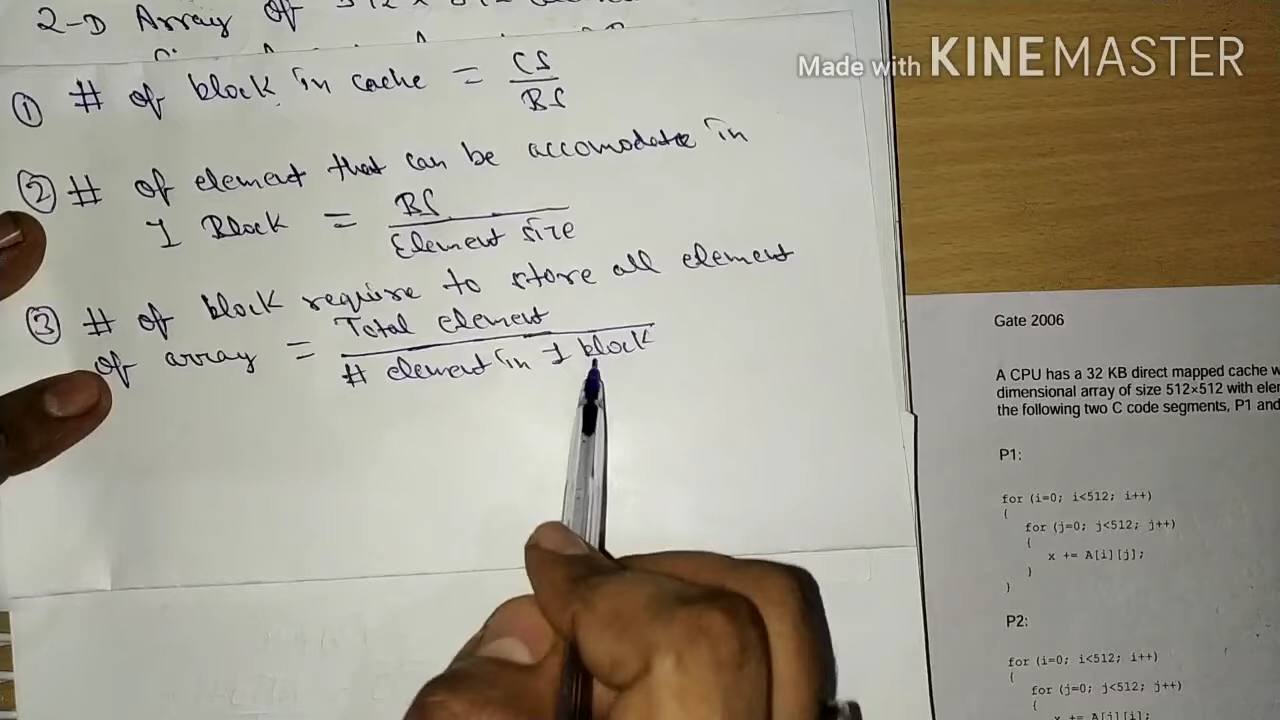 2-D Array of 512 x 512
Made with KINEMASTER
① # of block in cache = CS
BS
② # of element that can be accomodate in
1 Block = BS
Element size
③ # of block require to store all element
of array = Total element
# element in 1 block
Gate 2006
A CPU has a 32 KB direct mapped cache w
dimensional array of size 512×512 with elem
the following two C code segments, P1 and
P1:
for (i=0; i<512; i++)
{
for (j=0; j<512; j++)
{
x += A[i][j];
}
}
P2:
for (i=0; i<512; i++)
{
for (j=0; j<512; j++)
{
x += A[j][i];